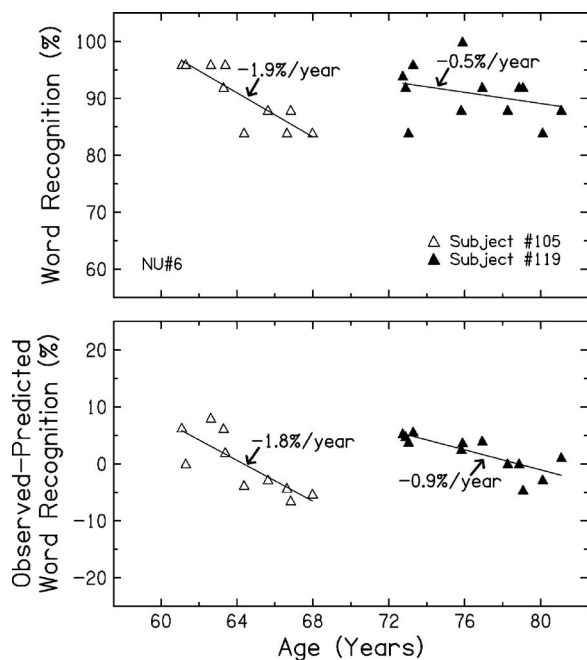 Word Recognition (%)
100
90
80
70
60
-1.9%/year
-0.5%/year
NU#6
Subject #105
Subject #119
Observed-Predicted
Word Recognition (%)
20
10
0
-10
-20
-1.8%/year
-0.9%/year
60 64 68 72 76 80
Age (Years)